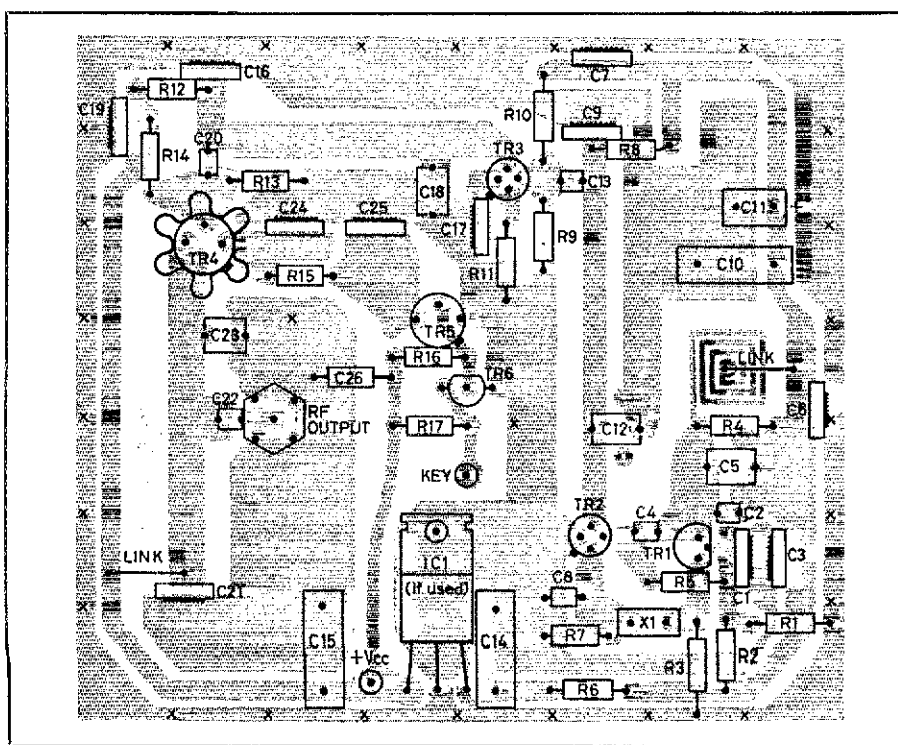 C16
C7
R12
C19
R10
C9
R14
C20
R8
TR3
R13
C18
C13
C11
C24
C25
C17
R9
TR4
R11
C10
R15
TR5
C28
R16
LINK
C26
TR6
C6
C22
RF
OUTPUT
R17
C12
R4
C5
KEY
TR2
C4
C2
TR1
IC1
C3
LINK
(If used)
R5
C21
C8
C1
C15
C14
X1
R1
R7
+Vcc
R3
R2
R6